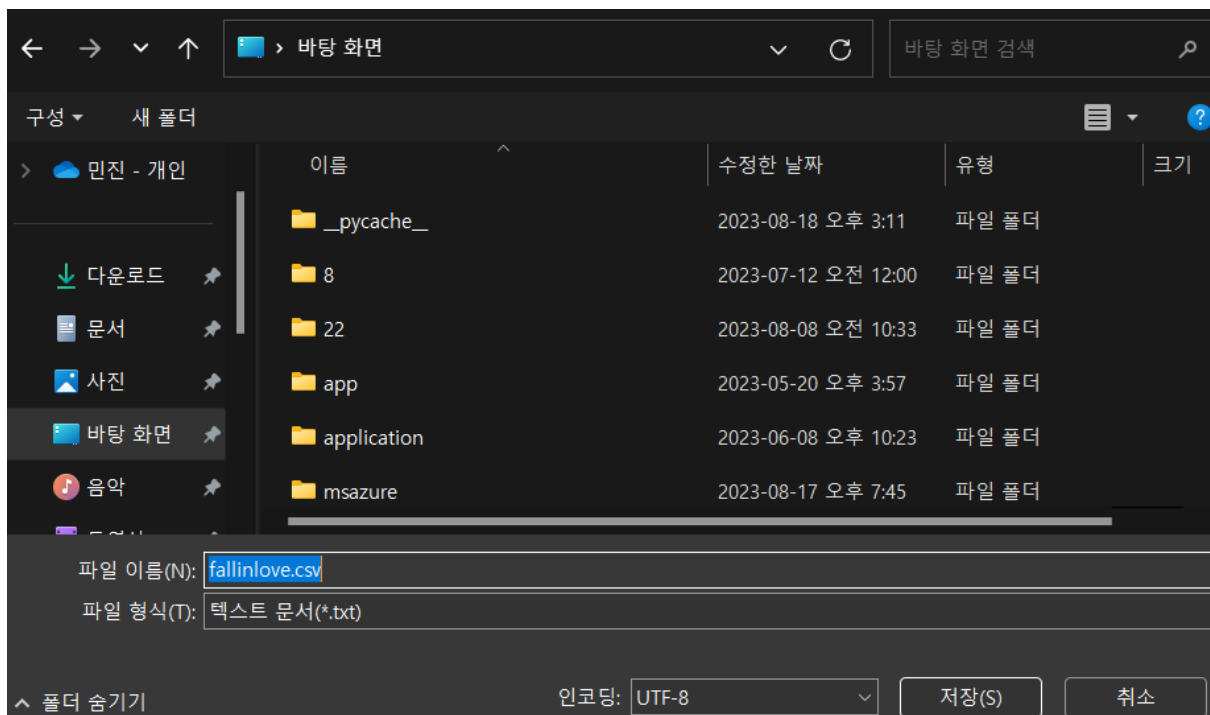 바탕 화면
바탕 화면 검색
구성
새 폴더
민진 - 개인
다운로드
문서
사진
바탕 화면
음악
이름 수정한 날짜 유형 크기
__pycache__ 2023-08-18 오후 3:11 파일 폴더
8 2023-07-12 오전 12:00 파일 폴더
22 2023-08-08 오전 10:33 파일 폴더
app 2023-05-20 오후 3:57 파일 폴더
application 2023-06-08 오후 10:23 파일 폴더
msazure 2023-08-17 오후 7:45 파일 폴더
파일 이름(N): fallinlove.csv
파일 형식(T): 텍스트 문서(*.txt)
폴더 숨기기
인코딩: UTF-8
저장(S)
취소